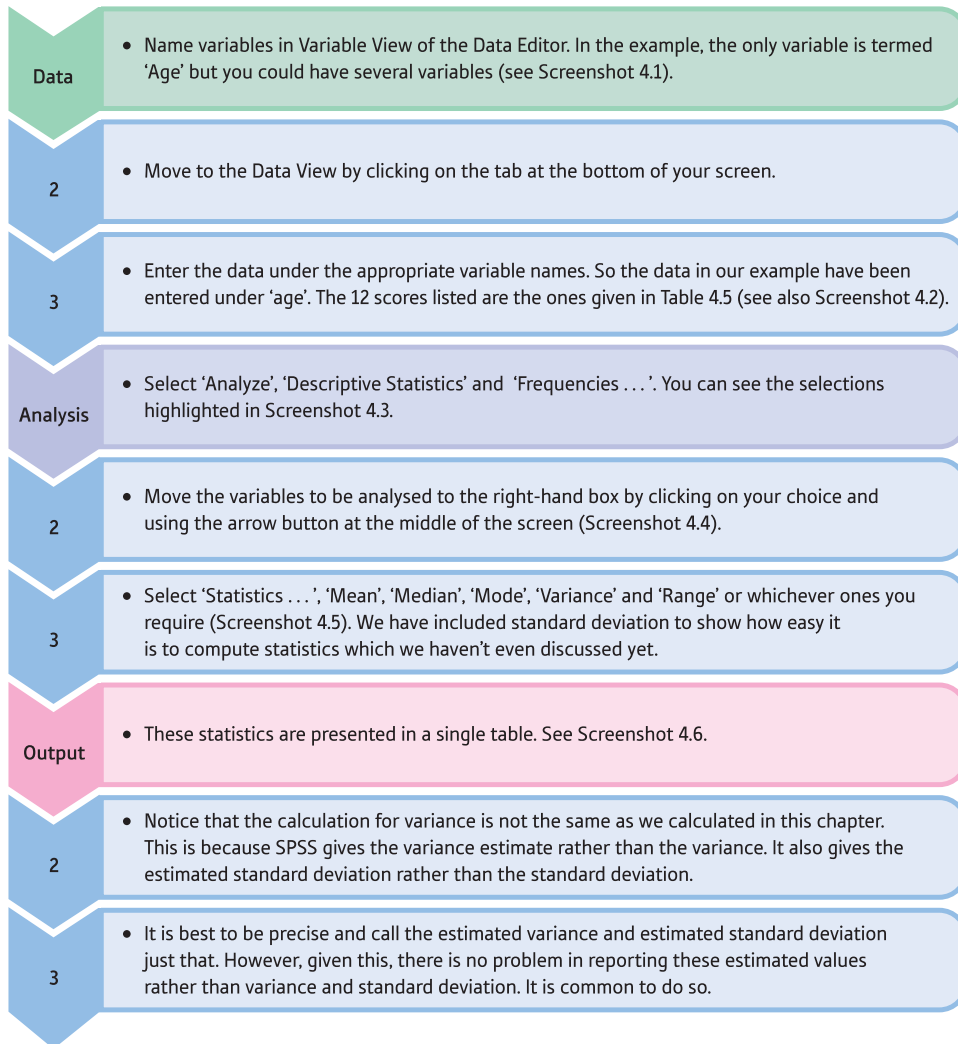 Data
• Name variables in Variable View of the Data Editor. In the example, the only variable is termed
‘Age’ but you could have several variables (see Screenshot 4.1).
2
• Move to the Data View by clicking on the tab at the bottom of your screen.
3
• Enter the data under the appropriate variable names. So the data in our example have been
entered under ‘age’. The 12 scores listed are the ones given in Table 4.5 (see also Screenshot 4.2).
Analysis
• Select ‘Analyze’, ‘Descriptive Statistics’ and ‘Frequencies . . . ’. You can see the selections
highlighted in Screenshot 4.3.
2
• Move the variables to be analysed to the right-hand box by clicking on your choice and
using the arrow button at the middle of the screen (Screenshot 4.4).
3
• Select ‘Statistics . . . ’, ‘Mean’, ‘Median’, ‘Mode’, ‘Variance’ and ‘Range’ or whichever ones you
require (Screenshot 4.5). We have included standard deviation to show how easy it
is to compute statistics which we haven’t even discussed yet.
Output
• These statistics are presented in a single table. See Screenshot 4.6.
2
• Notice that the calculation for variance is not the same as we calculated in this chapter.
This is because SPSS gives the variance estimate rather than the variance. It also gives the
estimated standard deviation rather than the standard deviation.
3
• It is best to be precise and call the estimated variance and estimated standard deviation
just that. However, given this, there is no problem in reporting these estimated values
rather than variance and standard deviation. It is common to do so.